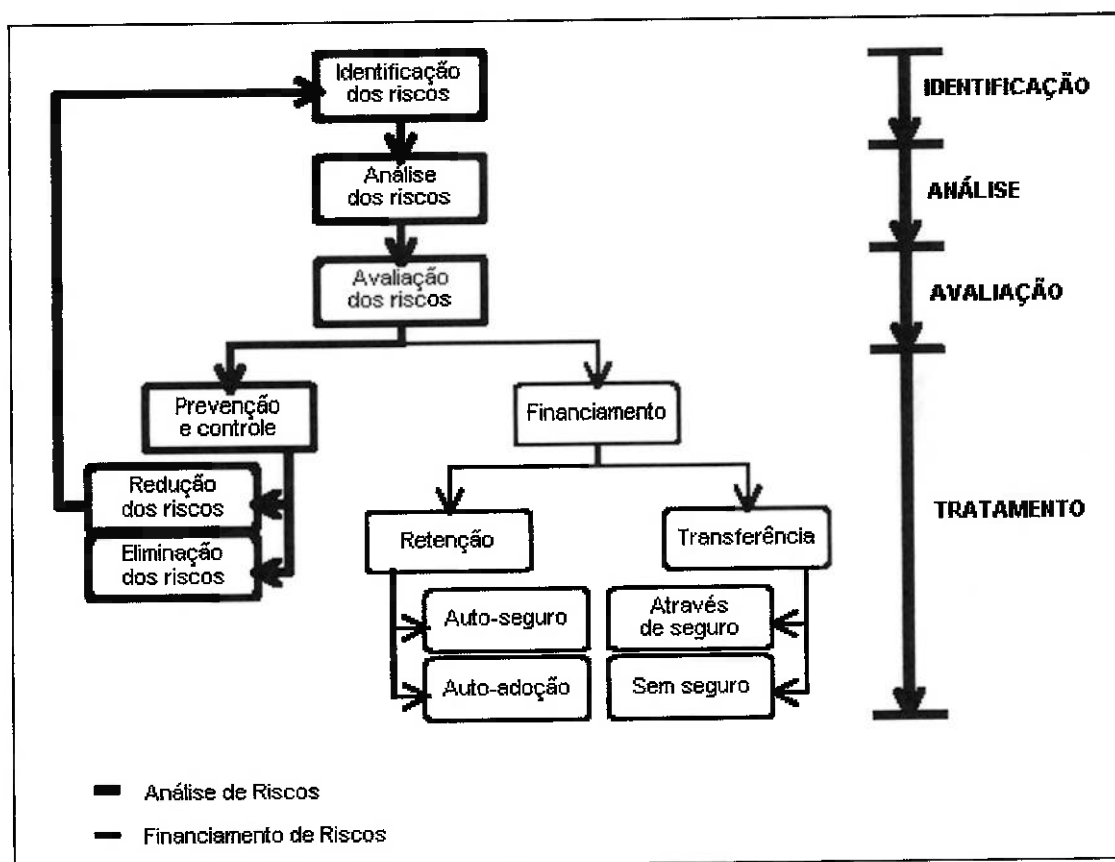 Identificação
dos riscos
IDENTIFICAÇÃO
Análise
dos riscos
ANÁLISE
Avaliação
dos riscos
AVALIAÇÃO
Prevenção
e controle
Financiamento
Redução
dos riscos
Eliminação
dos riscos
Retenção
Transferência
TRATAMENTO
Auto-seguro
Através
de seguro
Auto-adoção
Sem seguro
Análise de Riscos
Financiamento de Riscos